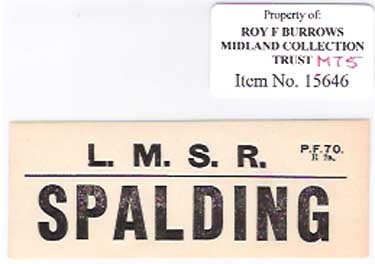 Property of:
ROY F BURROWS
MIDLAND COLLECTION
TRUST MTS
Item No. 15646
L. M. S. R.
P.F.70.
SPALDING